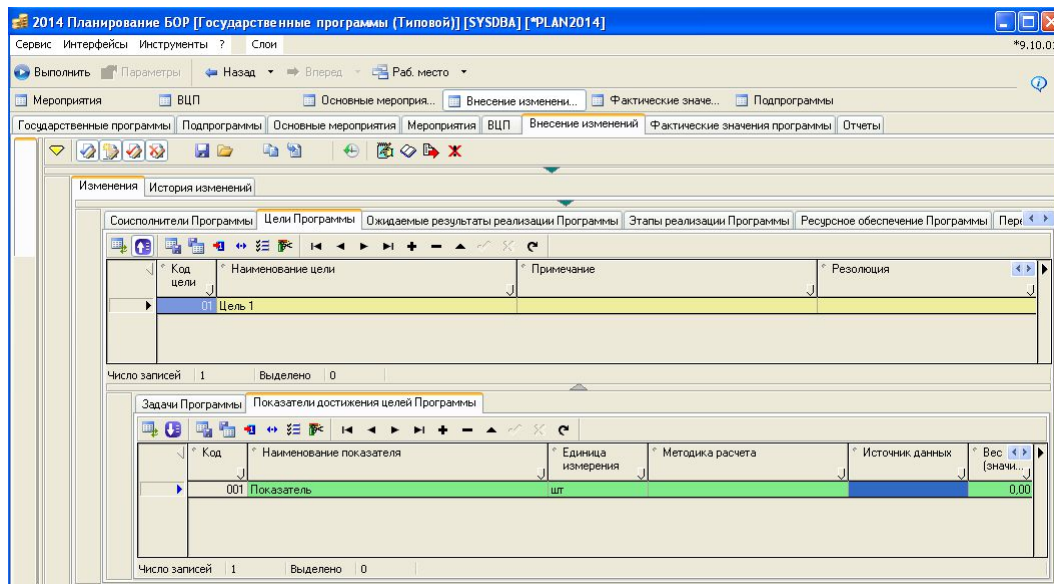 2014 Планирование БОР [Государственные программы (Типовой)] [SYSDBA] [*PLAN2014]
Сервис Интерфейсы Инструменты ? Слои *9.10.0
Выполнить Параметры Назад Вперед Раб. место
Мероприятия ВЦП Основные мероприя... Внесение изменени... Фактические значе... Подпрограммы
Государственные программы Подпрограммы Основные мероприятия Мероприятия ВЦП Внесение изменений Фактические значения программы Отчеты
Изменения История изменений
Соисполнители Программы Цели Программы Ожидаемые результаты реализации Программы Этапы реализации Программы Ресурсное обеспечение Программы Пере
Код цели Наименование цели Примечание Резолюция
01 Цель 1
Число записей 1 Выделено 0
Задачи Программы Показатели достижения целей Программы
Код Наименование показателя Единица измерения Методика расчета Источник данных Вес (значи...
001 Показатель шт 0,00
Число записей 1 Выделено 0